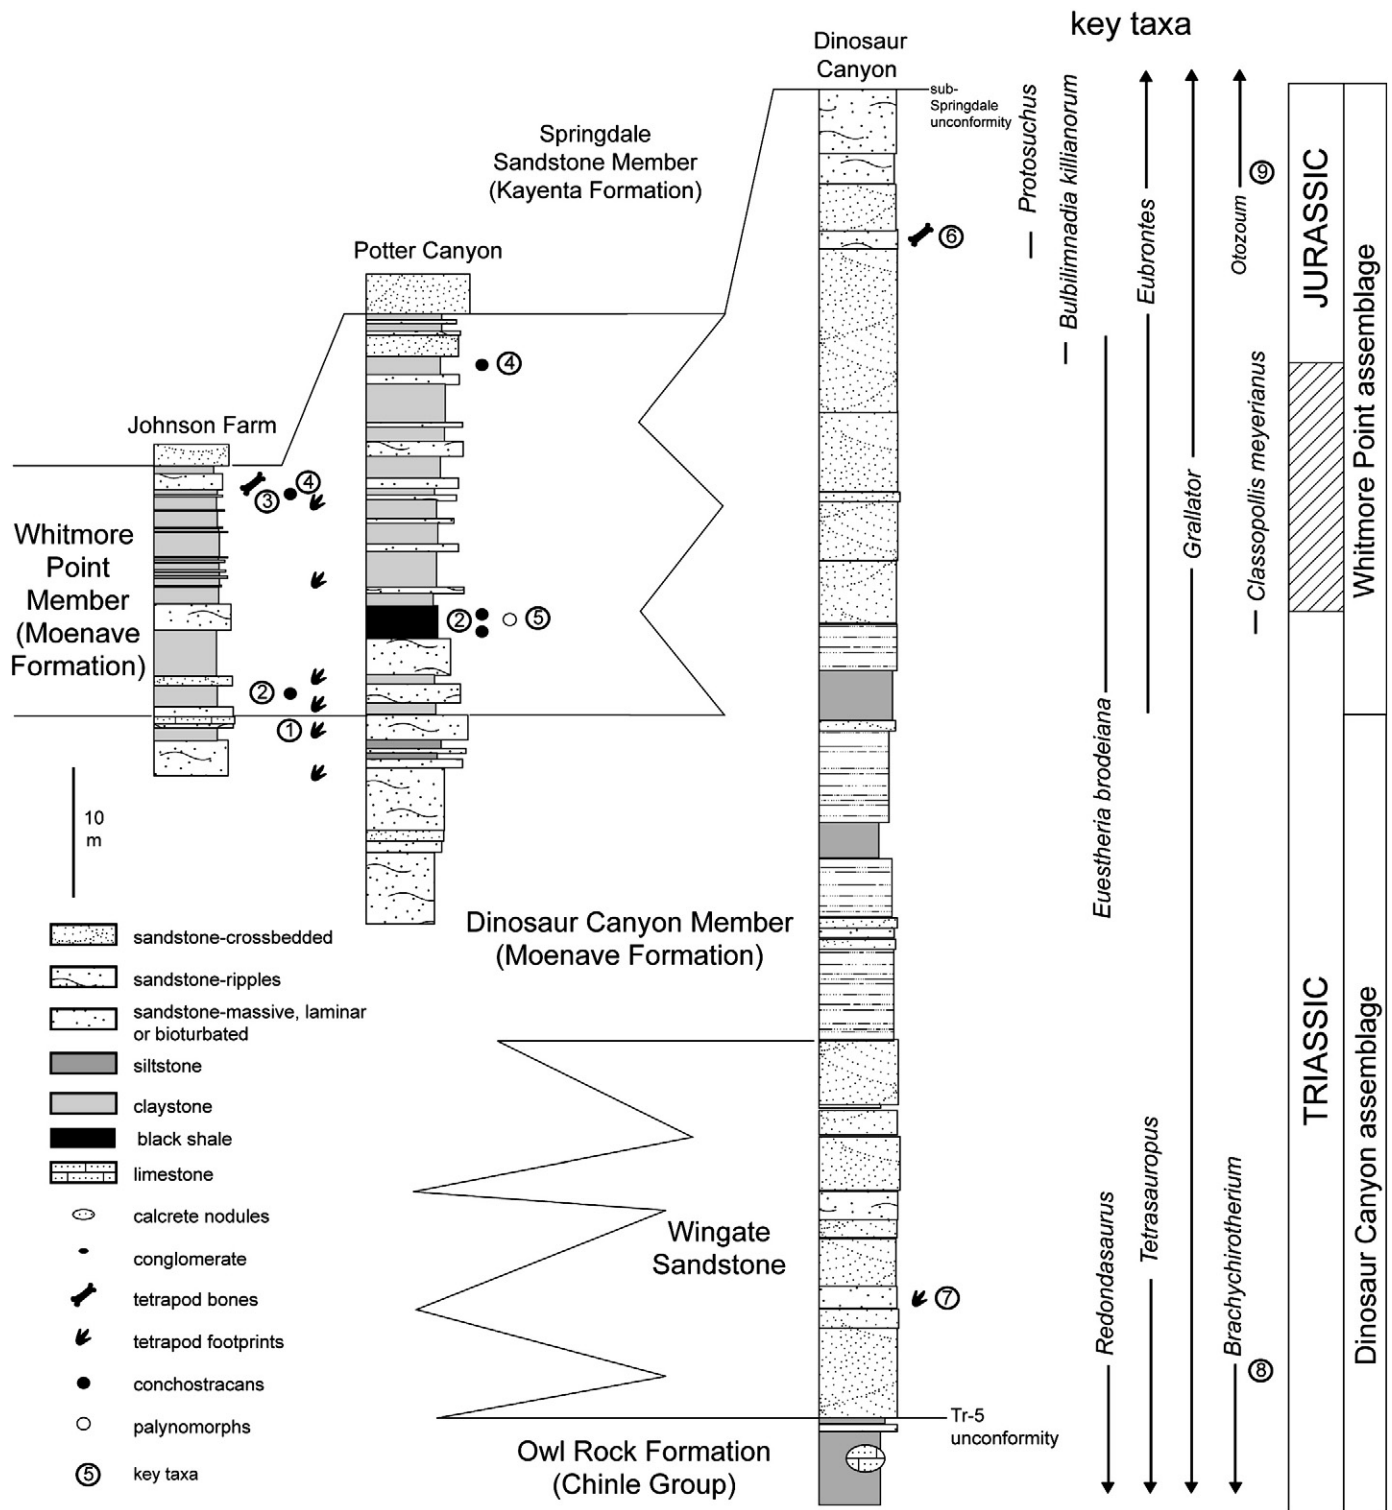 key taxa
Dinosaur
Canyon
sub-
Springdale
unconformity
Springdale
Sandstone Member
(Kayenta Formation)
Potter Canyon
Johnson Farm
Whitmore
Point
Member
(Moenave
Formation)
3
4
2
1
4
2
5
6
7
10
m
Dinosaur Canyon Member
(Moenave Formation)
Wingate
Sandstone
Tr-5
unconformity
Owl Rock Formation
(Chinle Group)
sandstone-crossbedded
sandstone-ripples
sandstone-massive, laminar
or bioturbated
siltstone
claystone
black shale
limestone
calcrete nodules
conglomerate
tetrapod bones
tetrapod footprints
conchostracans
palynomorphs
5 key taxa
Protosuchus
Bulbilimnadia killianorum
Eubrontes
Otozoum
9
Euestheria brodeiana
Grallator
Classopollis meyerianus
Redondasaurus
Tetrasauropus
Brachychirotherium
8
JURASSIC
TRIASSIC
Whitmore Point assemblage
Dinosaur Canyon assemblage